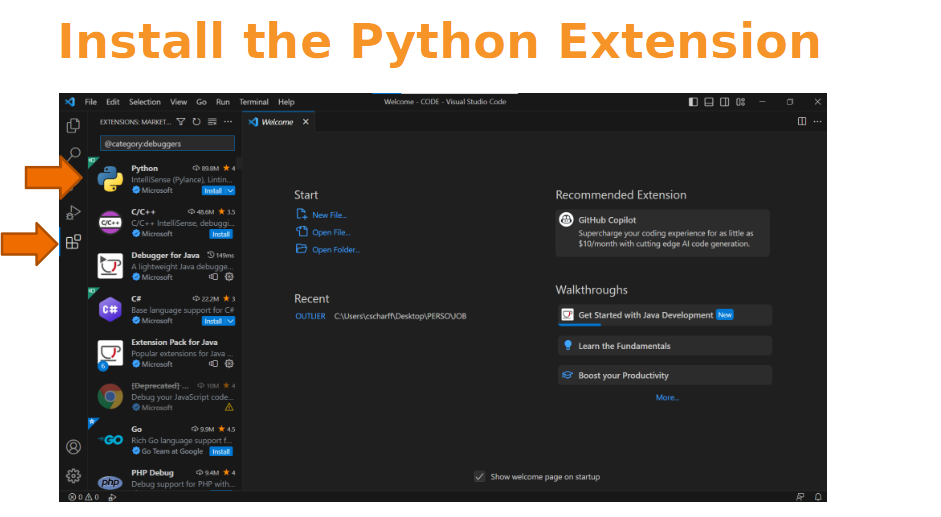 Install the Python Extension
File Edit Selection View Go Run Terminal Help
Welcome - CODE - Visual Studio Code
EXTENSIONS: MARKET...
Welcome
@category:debuggers
Python 89.8M 4
IntelliSense (Pylance), Lintin...
Microsoft Install
C/C++ 48.6M 3.5
C/C++ IntelliSense, debuggi...
Microsoft Install
Debugger for Java 149ms
A lightweight Java debugge...
Microsoft
C# 22.2M 3
Base language support for C#
Microsoft Install
Extension Pack for Java
Popular extensions for Java ...
Microsoft
[Deprecated] ... 10M 4
Debug your JavaScript code...
Microsoft
GO
Go 9.9M 4.5
Rich Go language support f...
Go Team at Google Install
php
PHP Debug 9.4M 4
Debug support for PHP with...
Start
New File...
Open File...
Open Folder...
Recent
OUTLIER C:\Users\cscharff\Desktop\PERSO\JOB
Recommended Extension
GitHub Copilot
Supercharge your coding experience for as little as
$10/month with cutting edge AI code generation.
Walkthroughs
Get Started with Java Development New
Learn the Fundamentals
Boost your Productivity
More...
Show welcome page on startup
0 0